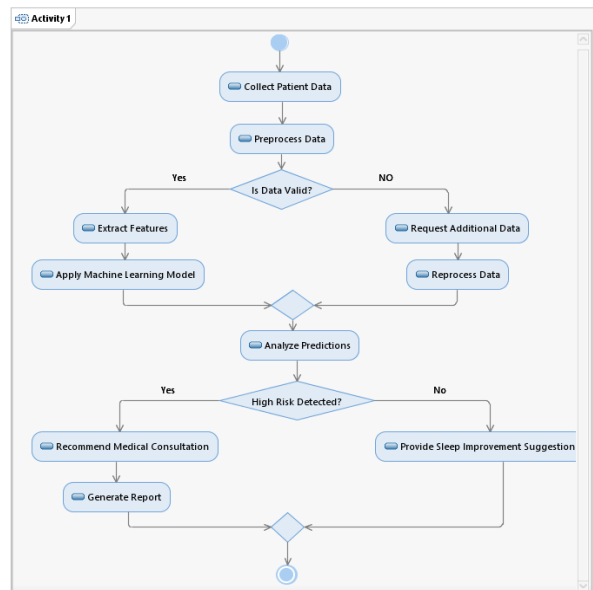 Activity 1
Collect Patient Data
Preprocess Data
Is Data Valid?
Yes
NO
Extract Features
Request Additional Data
Apply Machine Learning Model
Reprocess Data
Analyze Predictions
High Risk Detected?
Yes
No
Recommend Medical Consultation
Provide Sleep Improvement Suggestion
Generate Report